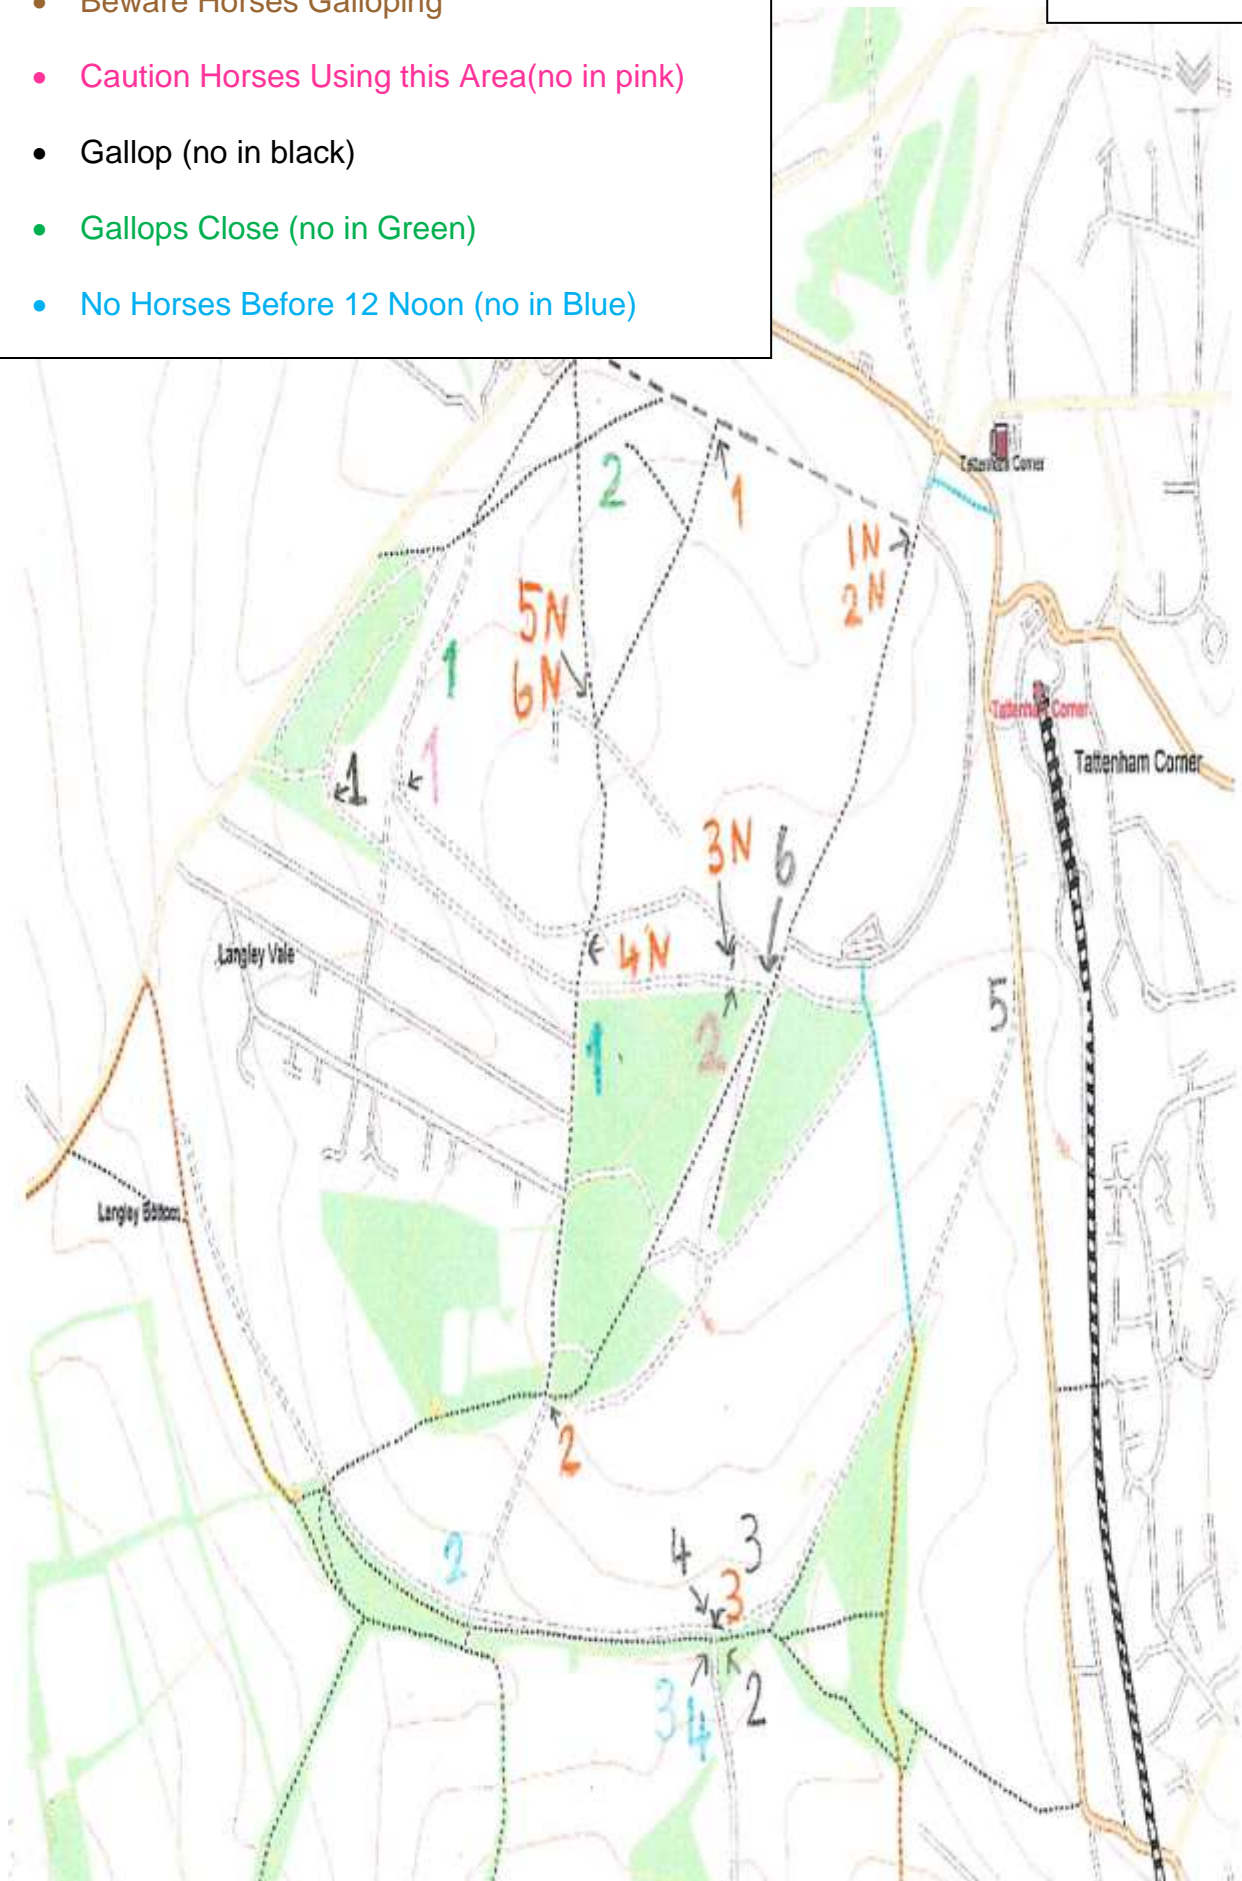 • Beware Horses Galloping
• Caution Horses Using this Area(no in pink)
• Gallop (no in black)
• Gallops Close (no in Green)
• No Horses Before 12 Noon (no in Blue)
Tattenham Corner
2
1
1N
2N
5N
6N
1
Tattenham Corner
Tattenham Corner
1
1
3N
6
Langley Vale
4N
5
1
2
Langley Bottom
2
2
4
3
3
3
4
2